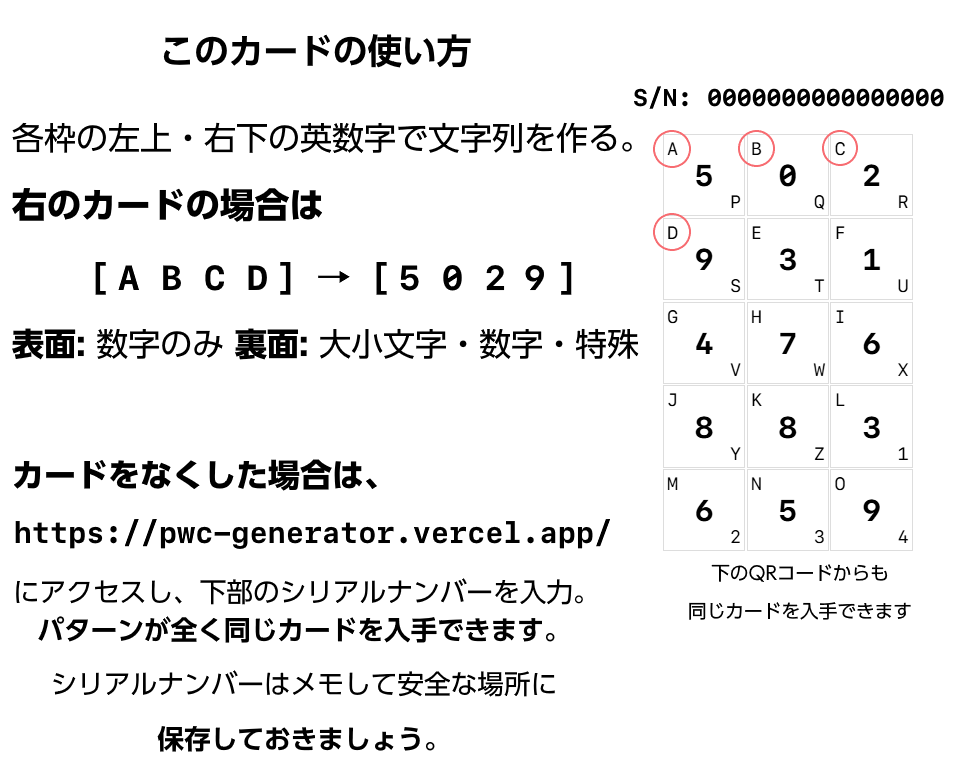 このカードの使い方
各枠の左上・右下の英数字で文字列を作る。
右のカードの場合は
[ A B C D ] → [ 5 0 2 9 ]
表面: 数字のみ 裏面: 大小文字・数字・特殊
カードをなくした場合は、
https://pwc-generator.vercel.app/
にアクセスし、下部のシリアルナンバーを入力。
パターンが全く同じカードを入手できます。
シリアルナンバーはメモして安全な場所に
保存しておきましょう。
S/N: 0000000000000000
A B C
5 0 2
P Q R
D E F
9 3 1
S T U
G H I
4 7 6
V W X
J K L
8 8 3
Y Z 1
M N O
6 5 9
2 3 4
下のQRコードからも
同じカードを入手できます